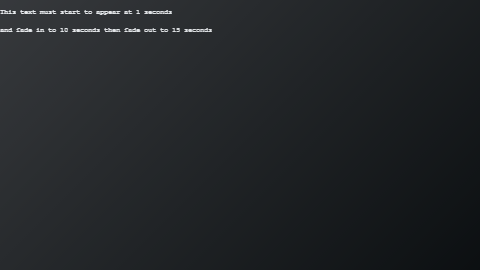 This text must start to appear at 1 seconds
and fade in to 10 seconds then fade out to 15 seconds